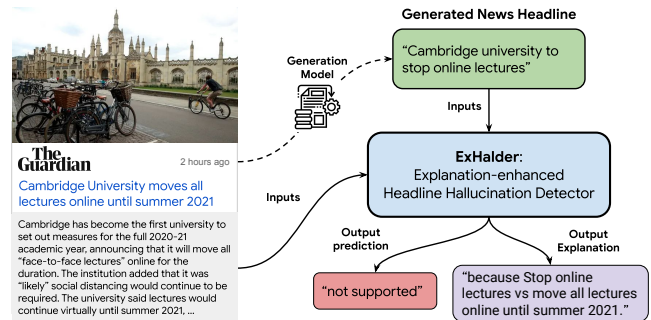 Generated News Headline
"Cambridge university to
stop online lectures"
Generation
Model
Inputs
The
Guardian
2 hours ago
Cambridge University moves all
lectures online until summer 2021
Cambridge has become the first university to
set out measures for the full 2020-21
academic year, announcing that it will move all
"face-to-face lectures" online for the
duration. The institution added that it was
"likely" social distancing would continue to be
required. The university said lectures would
continue virtually until summer 2021, ...
Inputs
ExHalder:
Explanation-enhanced
Headline Hallucination Detector
Output
prediction
Output
Explanation
"not supported"
"because Stop online
lectures vs move all lectures
online until summer 2021."